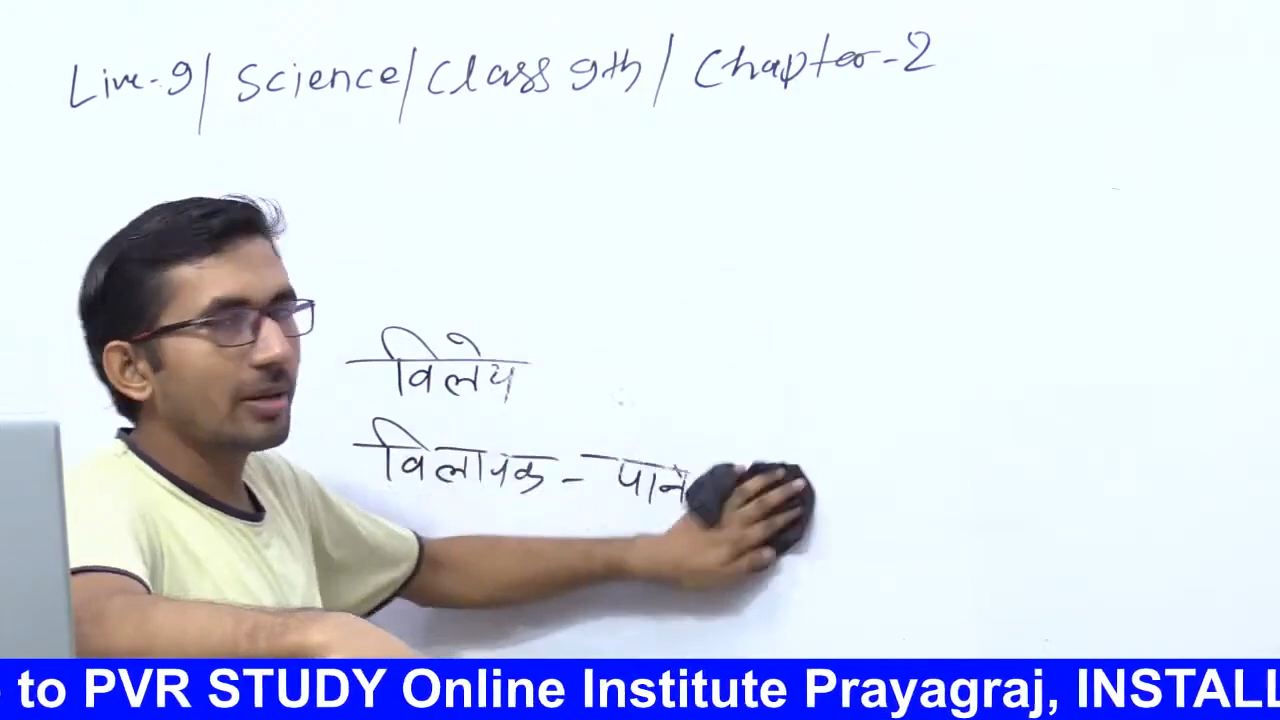 Live-9/ Science/ Class 9th/ Chapter-2
विलेय
विलायक -
to PVR STUDY Online Institute Prayagraj, INSTALL